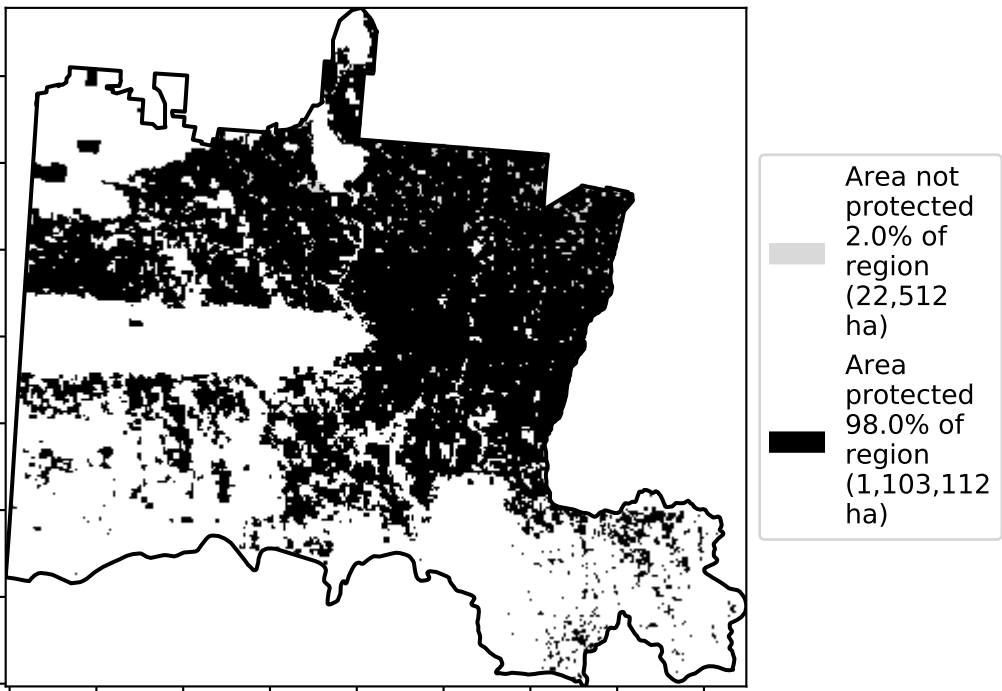 Area not
protected
2.0% of
region
(22,512
ha)
Area
protected
98.0% of
region
(1,103,112
ha)